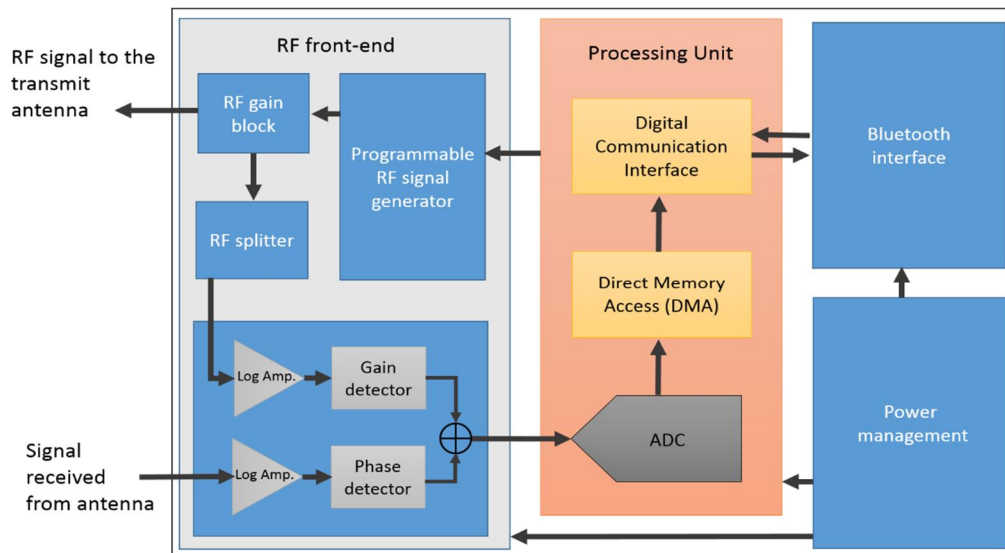 RF signal to the
transmit
antenna
RF front-end
RF gain
block
Programmable
RF signal
generator
RF splitter
Log Amp.
Gain
detector
Signal
received
from antenna
Log Amp.
Phase
detector
Processing Unit
Digital
Communication
Interface
Direct Memory
Access (DMA)
ADC
Bluetooth
interface
Power
management